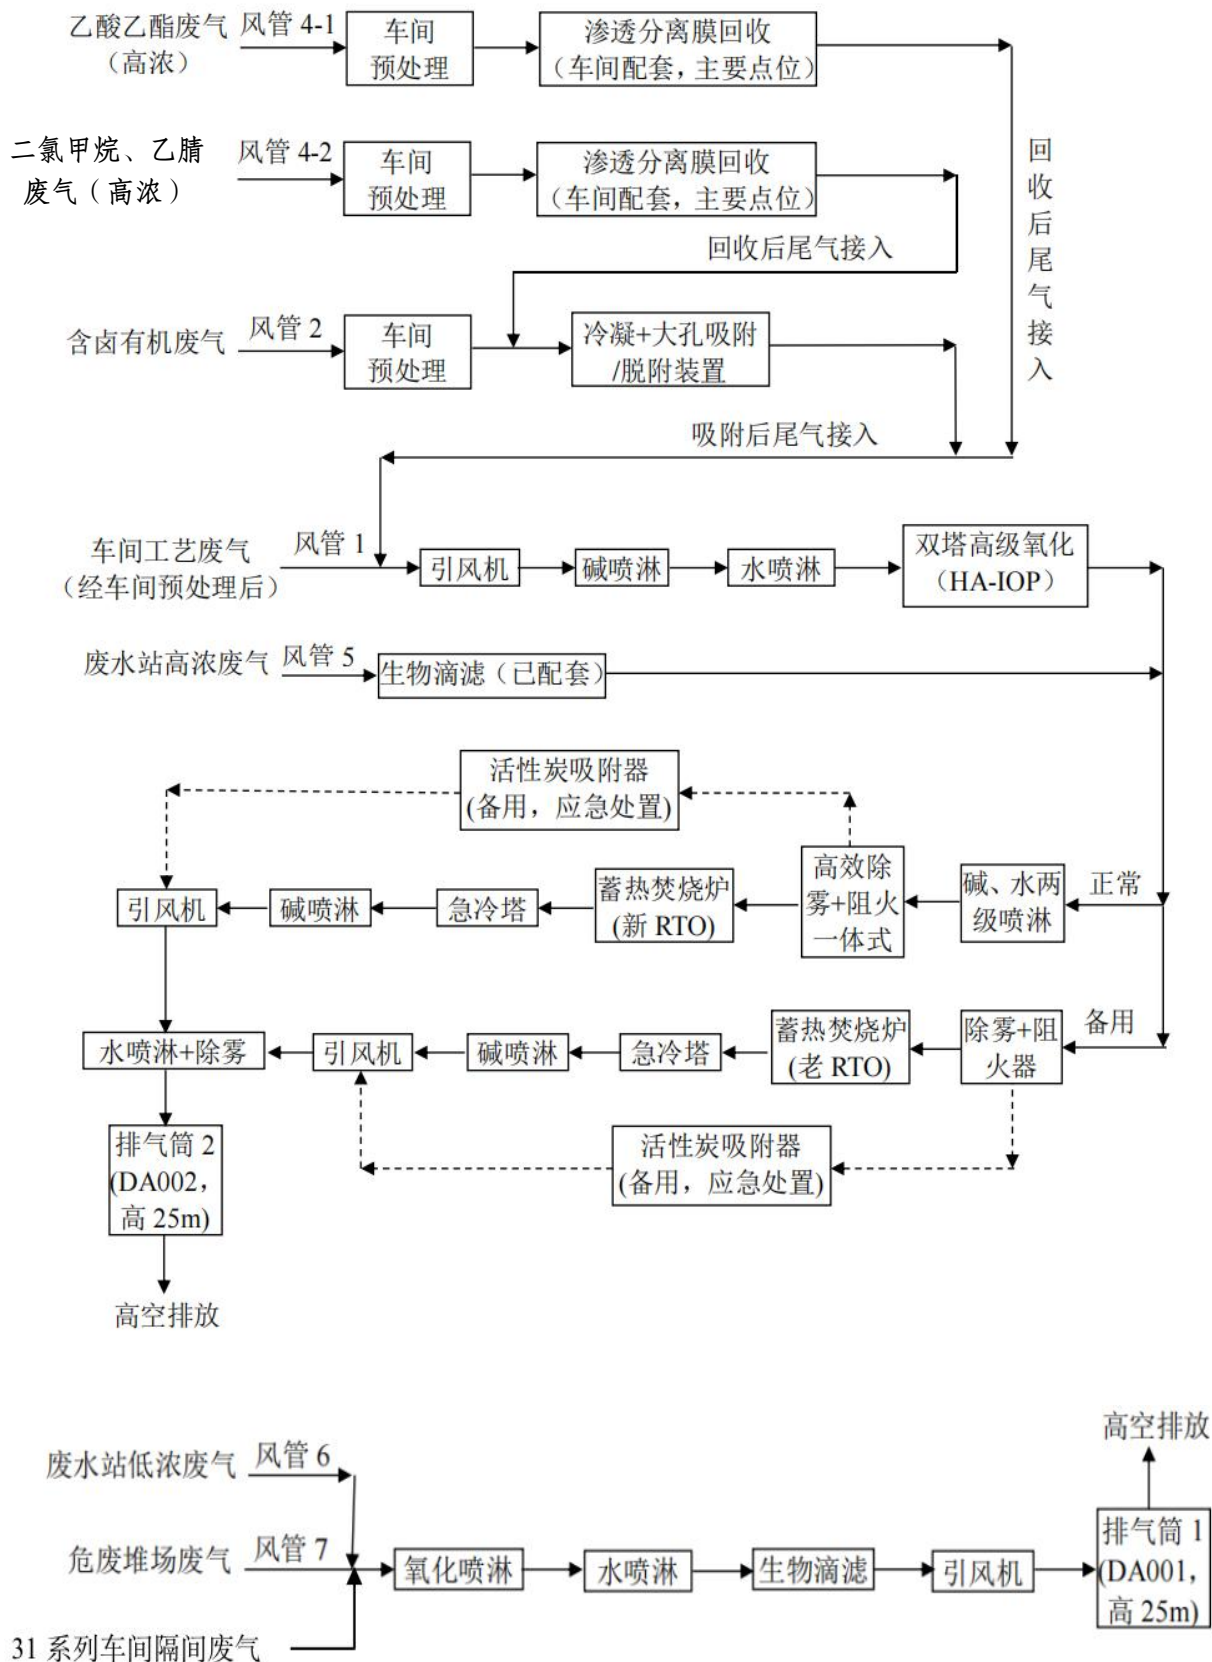 乙酸乙酯废气
（高浓）
风管 4-1
车间
预处理
渗透分离膜回收
（车间配套，主要点位）
二氯甲烷、乙腈
废气（高浓）
风管 4-2
车间
预处理
渗透分离膜回收
（车间配套，主要点位）
回收后尾气接入
回收后尾气接入
含卤有机废气
风管 2
车间
预处理
冷凝+大孔吸附
/脱附装置
吸附后尾气接入
车间工艺废气
（经车间预处理后）
风管 1
引风机
碱喷淋
水喷淋
双塔高级氧化
（HA-IOP）
废水站高浓废气
风管 5
生物滴滤（已配套）
活性炭吸附器
(备用，应急处置)
引风机
碱喷淋
急冷塔
蓄热焚烧炉
(新 RTO)
高效除
雾+阻火
一体式
碱、水两
级喷淋
正常
水喷淋+除雾
引风机
碱喷淋
急冷塔
蓄热焚烧炉
(老 RTO)
除雾+阻
火器
备用
活性炭吸附器
(备用，应急处置)
排气筒 2
(DA002，
高 25m)
高空排放
高空排放
废水站低浓废气
风管 6
危废堆场废气
风管 7
氧化喷淋
水喷淋
生物滴滤
引风机
排气筒 1
(DA001，
高 25m)
31 系列车间隔间废气